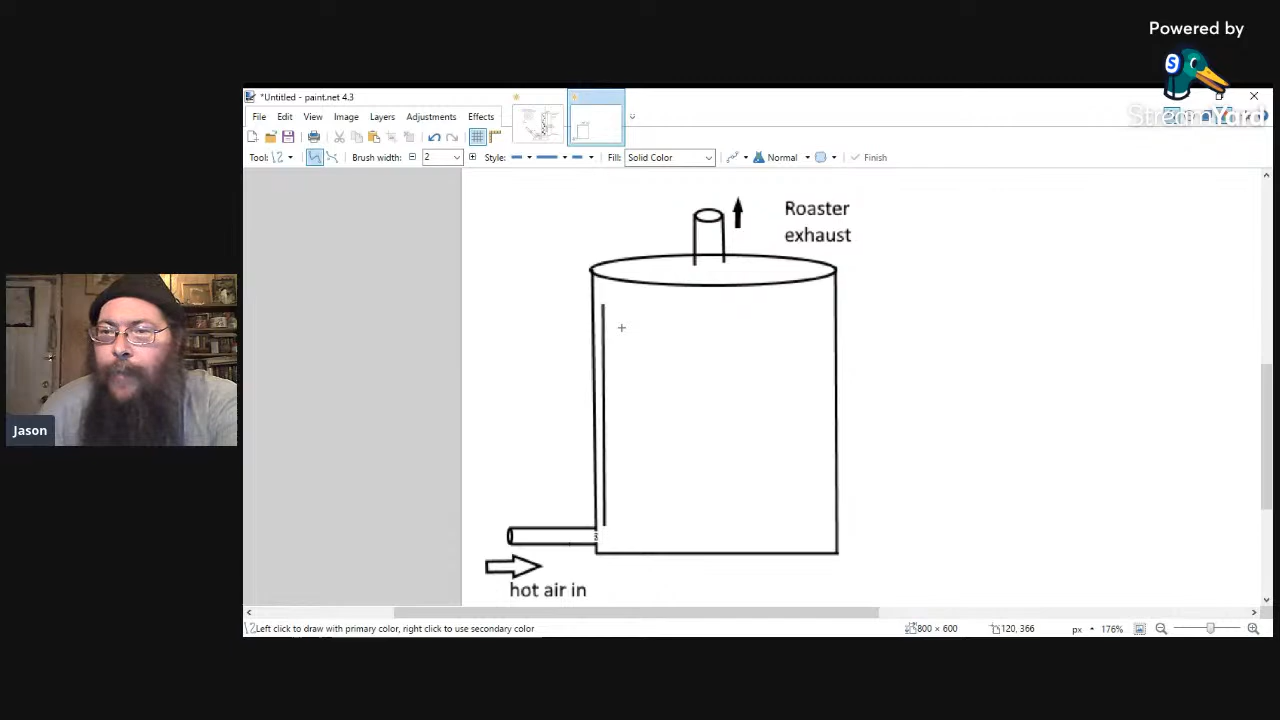 Powered by
S
StreamYard
*Untitled - paint.net 4.3
File Edit View Image Layers Adjustments Effects
Tool: Brush width: 2 Style: Fill: Solid Color Normal Finish
Roaster
exhaust
Jason
hot air in
Left click to draw with primary color, right click to use secondary color 800 × 600 120, 366 px 176%